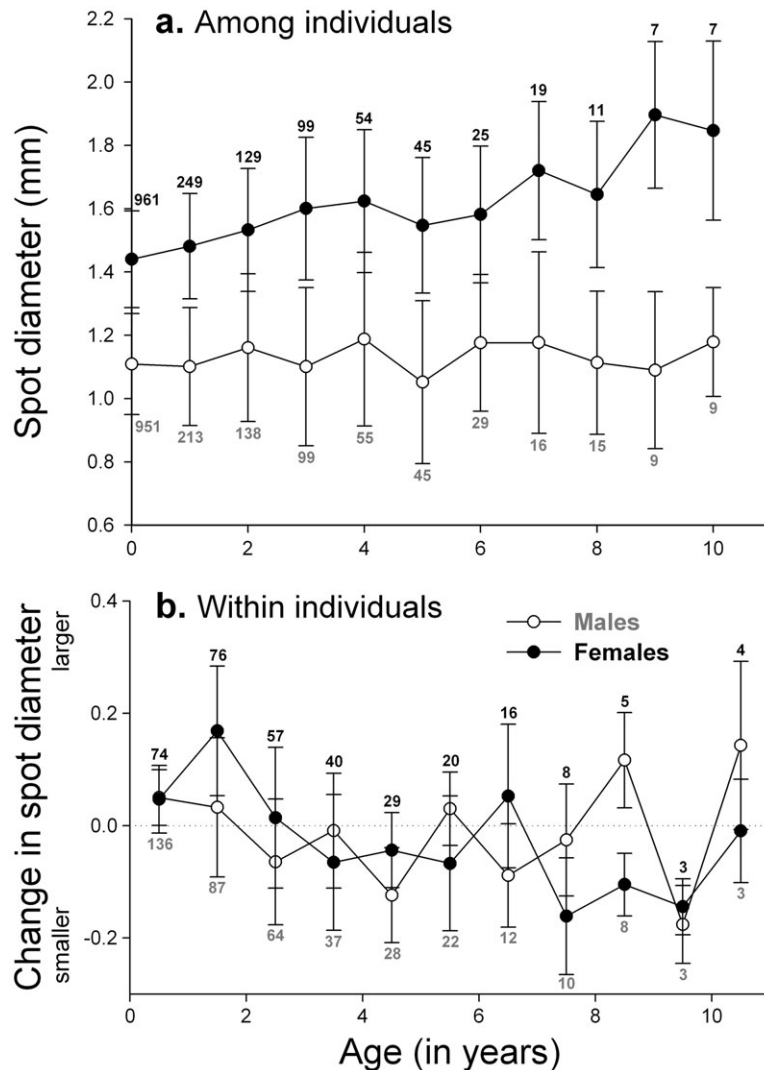 a. Among individuals
Spot diameter (mm)
2.2
2.0
1.8
1.6
1.4
1.2
1.0
0.8
0.6
961 249 129 99 54 45 25 19 11 7 7
951 213 138 99 55 45 29 16 15 9 9
0 2 4 6 8 10
b. Within individuals
Change in spot diameter
smaller larger
0.4
0.2
0.0
-0.2
Males
Females
74 76 57 40 29 20 16 8 5 3 4
136 87 64 37 28 22 12 10 8 3 3
0 2 4 6 8 10
Age (in years)